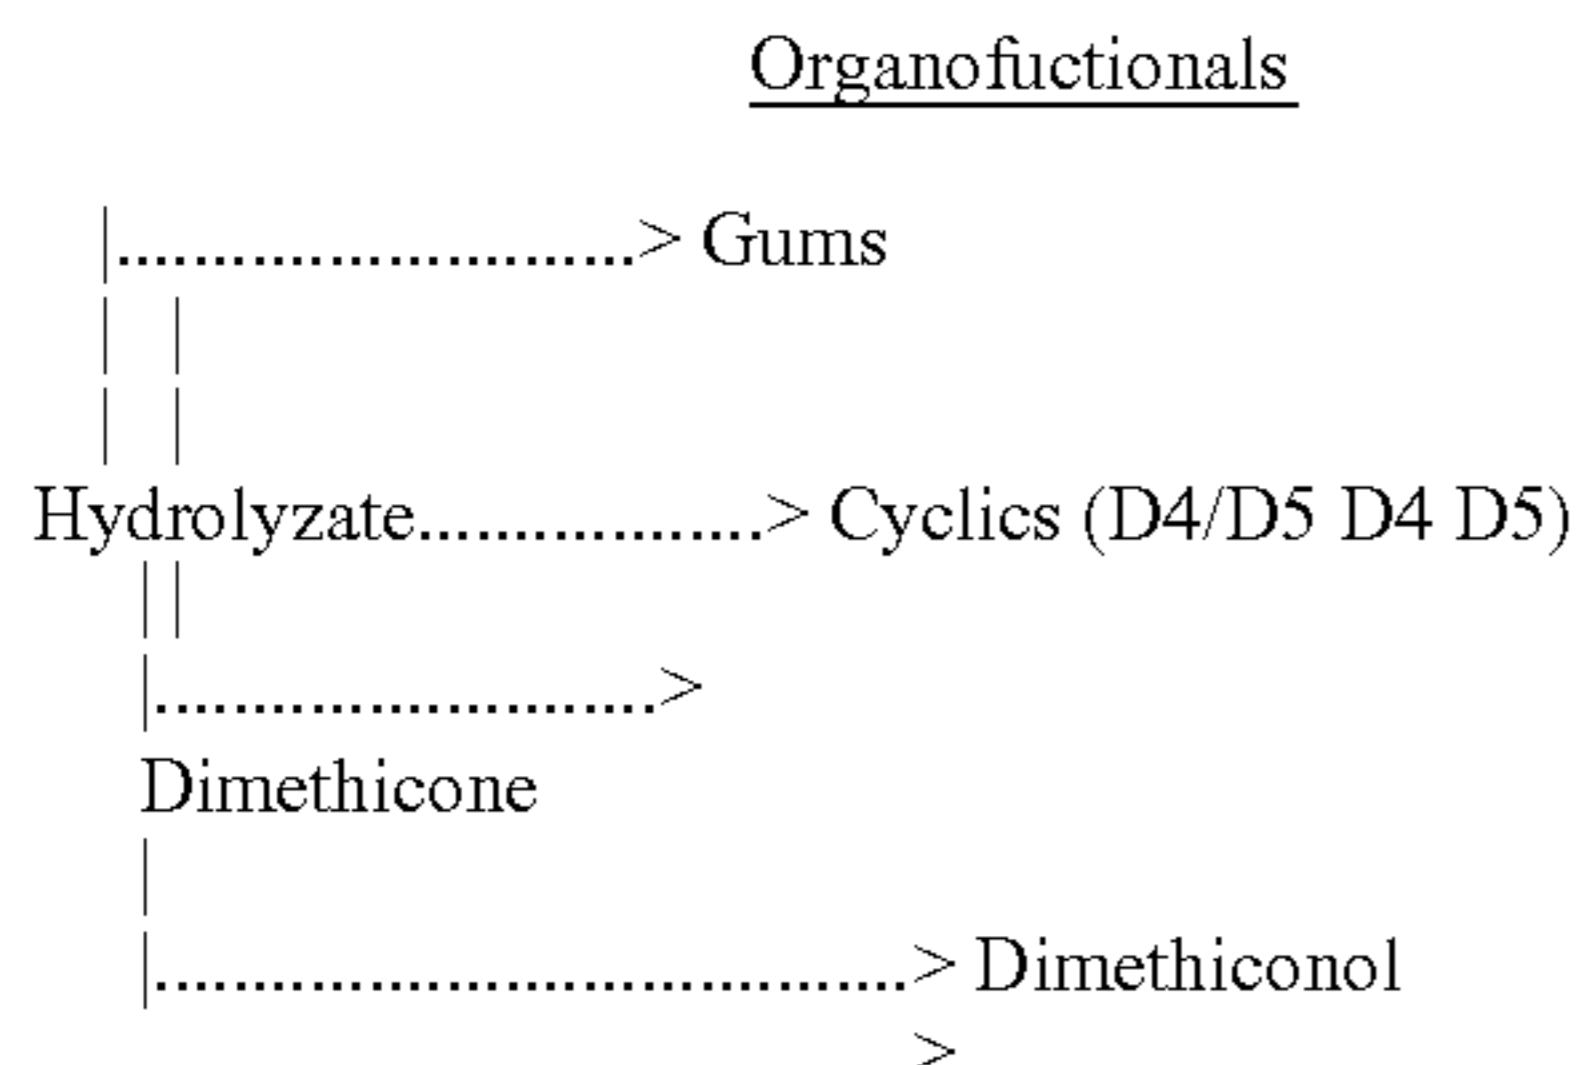 Organofuctionals
|...........................> Gums
| |
| |
Hydrolyzate..................> Cyclics (D4/D5 D4 D5)
||
|..........................>
Dimethicone
|
|.......................................> Dimethiconol
>